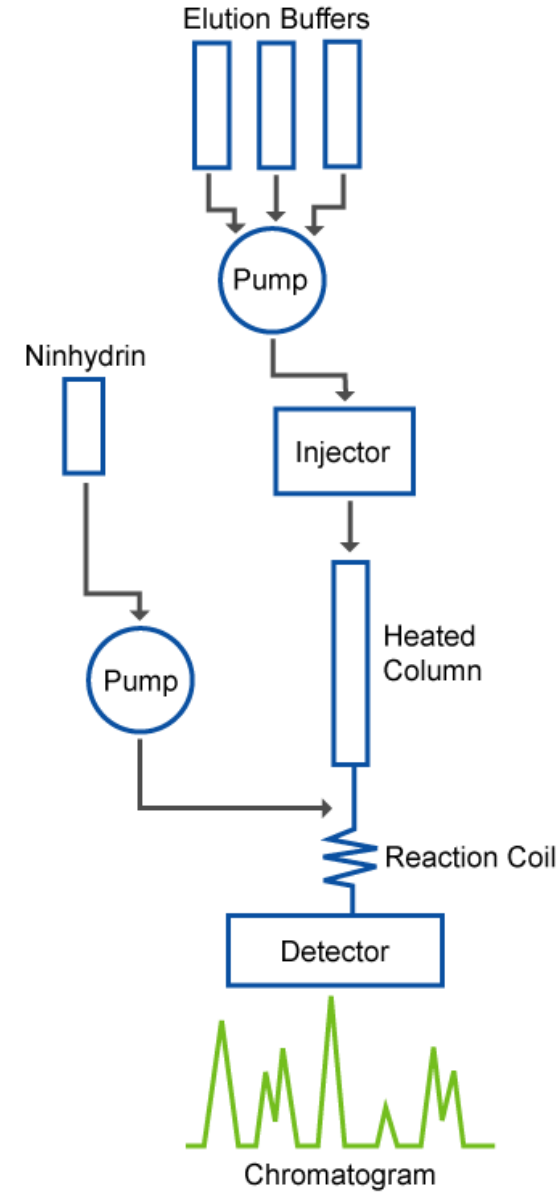 Elution Buffers
Pump
Ninhydrin
Injector
Heated
Column
Pump
Reaction Coil
Detector
Chromatogram